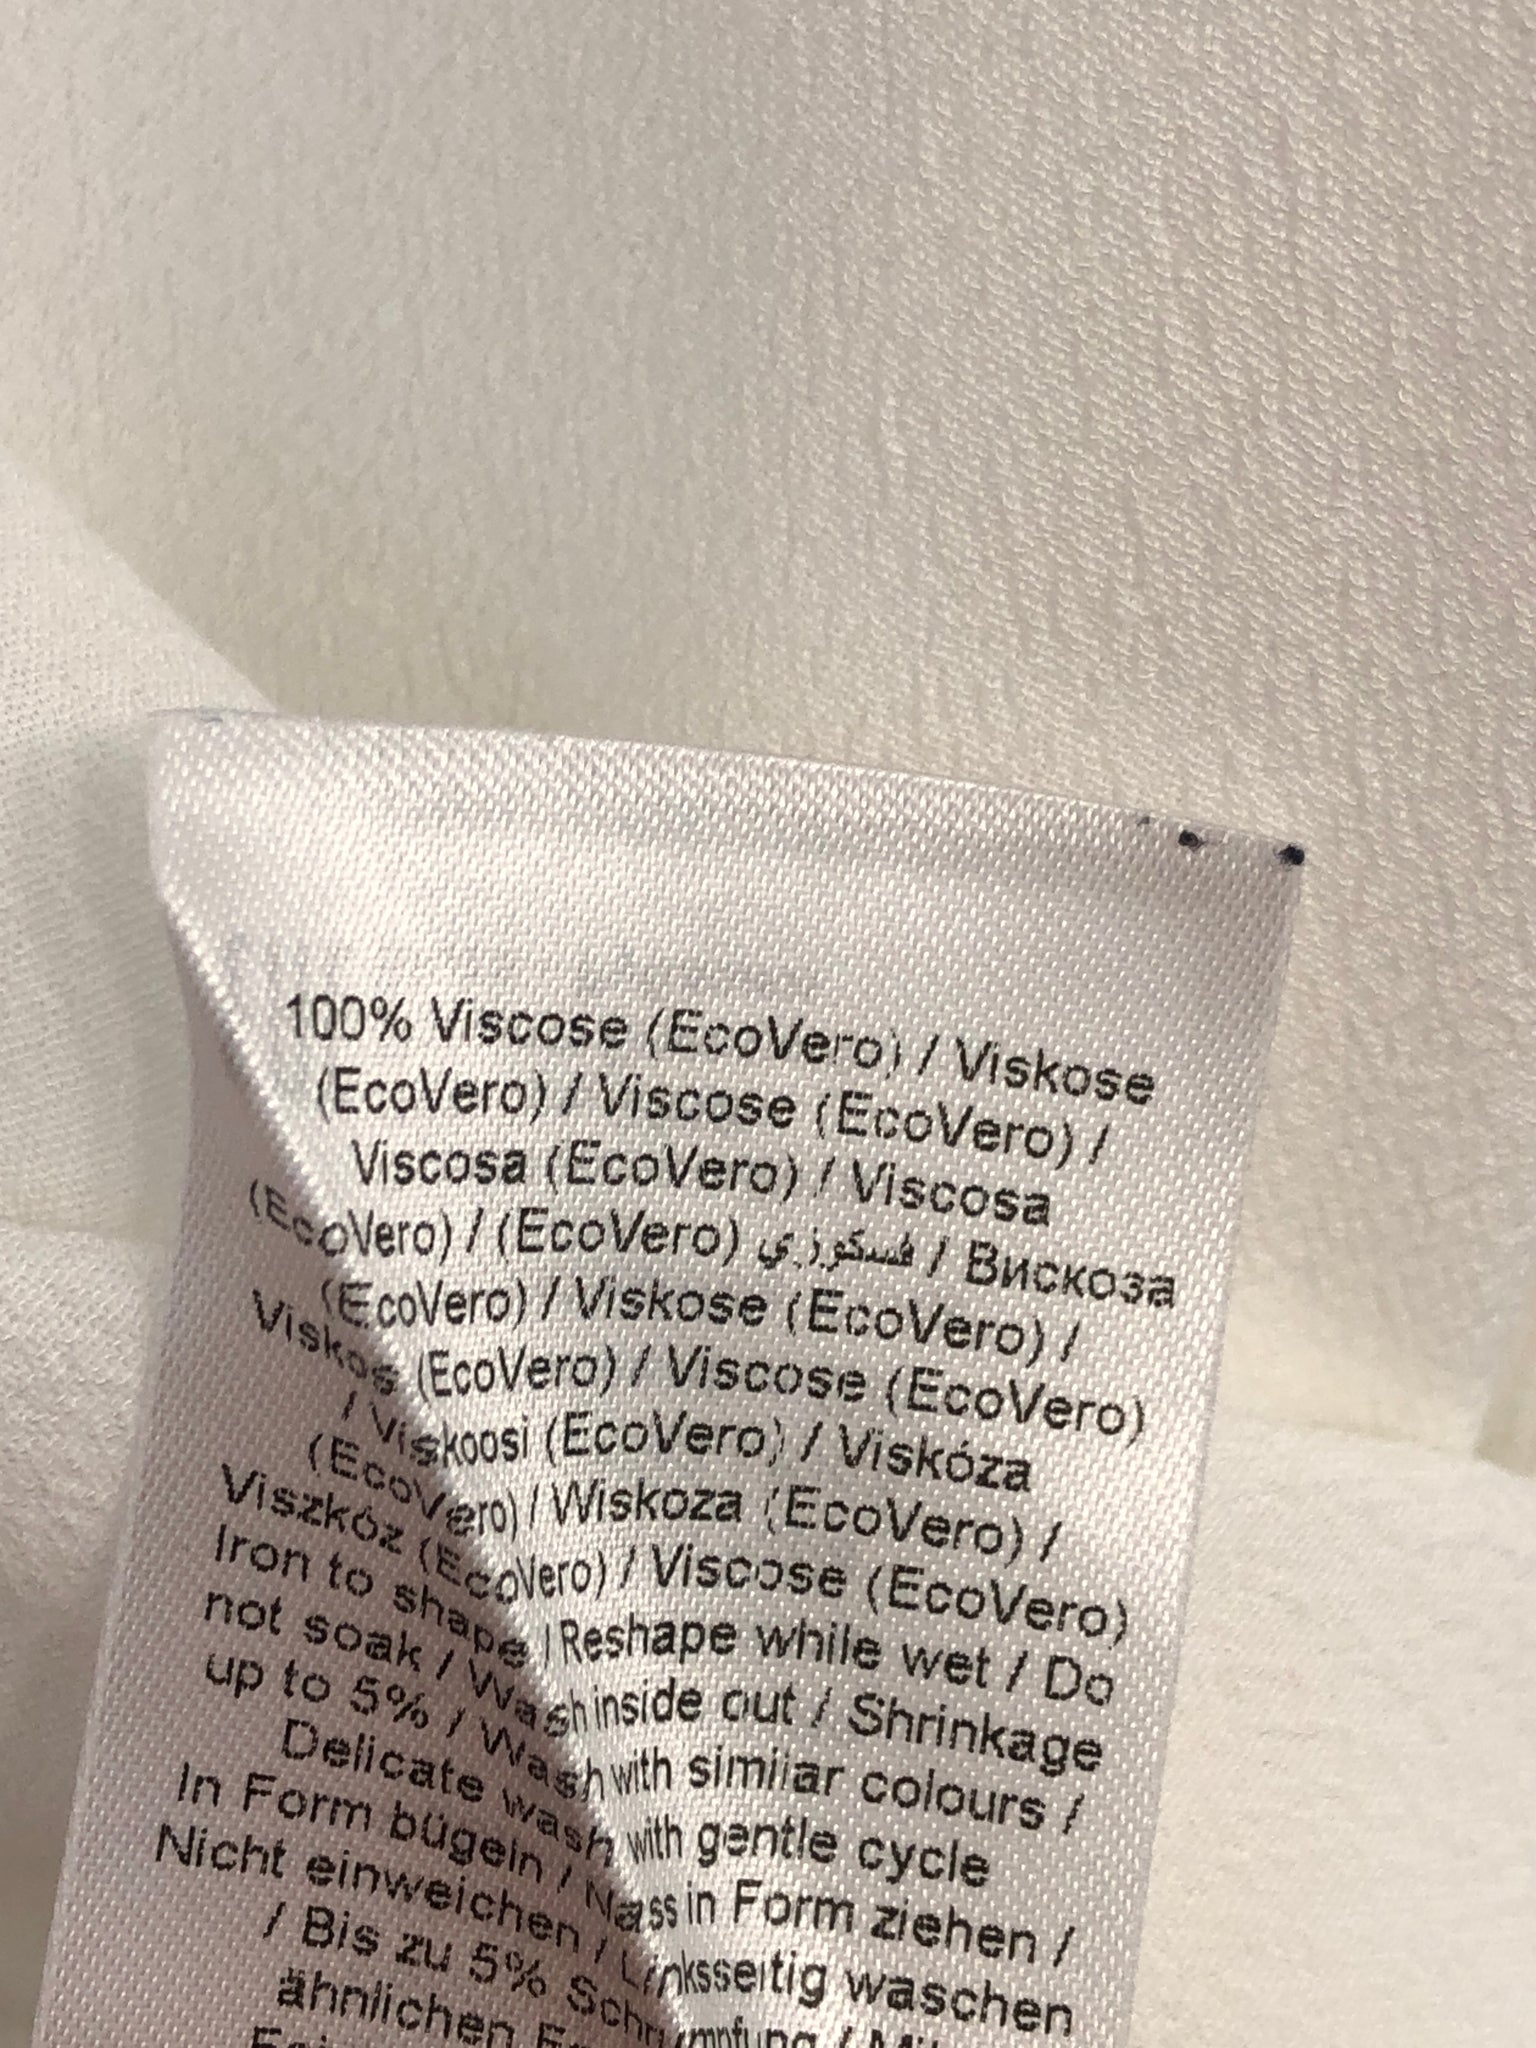 100% Viscose (EcoVero) / Viskose
(EcoVero) / Viscose (EcoVero) /
Viscosa (EcoVero) / Viscosa
(EcoVero) / (EcoVero) فسكوزي / Вискоза
(EcoVero) / Viskose (EcoVero) /
Viskos (EcoVero) / Viscose (EcoVero)
/ Viskoosi (EcoVero) / Viskóza
(EcoVero) / Wiskoza (EcoVero) /
Viszkóz (EcoVero) / Viscose (EcoVero)
Iron to shape / Reshape while wet / Do
not soak / Wash inside out / Shrinkage
up to 5% / Wash with similar colours /
Delicate wash with gentle cycle
In Form bügeln / Nass in Form ziehen /
Nicht einweichen / Linksseitig waschen
/ Bis zu 5% Schrumpfung /
ähnlichen